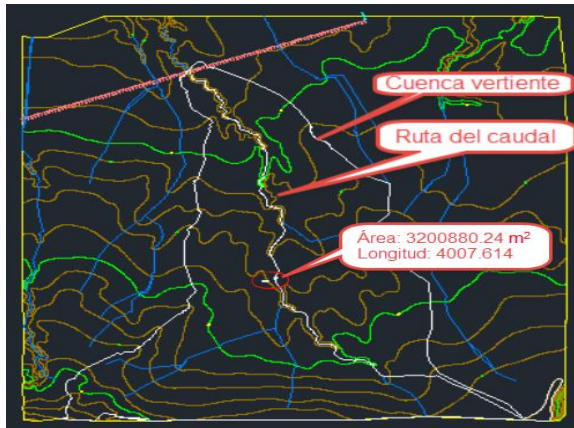 Cuenca vertiente
Ruta del caudal
Área: 3200880.24 m²
Longitud: 4007.614